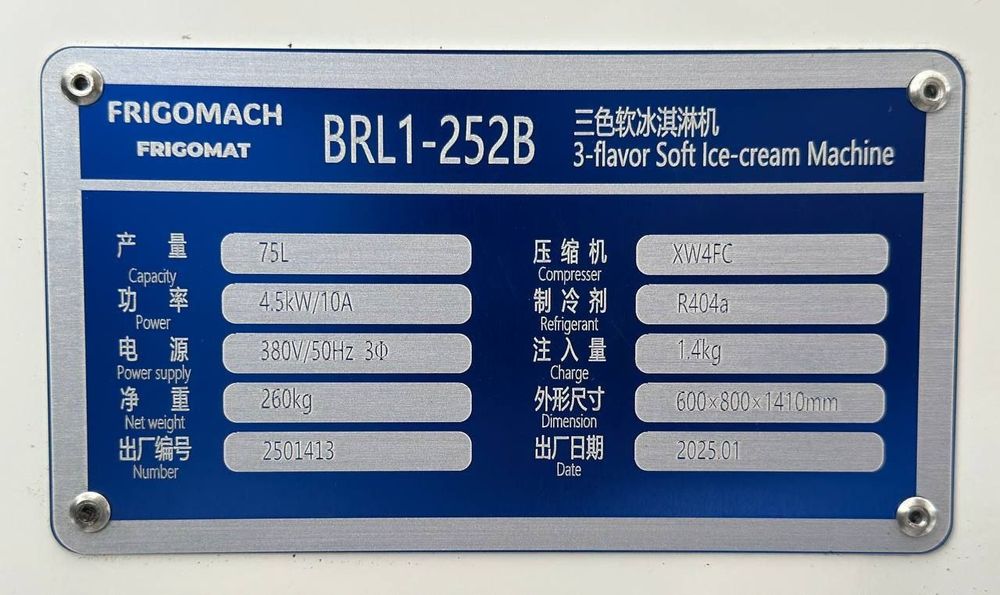 FRIGOMACH
FRIGOMAT
BRL1-252B
三色软冰淇淋机
3-flavor Soft Ice-cream Machine
产量 75L
Capacity
功率 4.5kW/10A
Power
电源 380V/50Hz 3Φ
Power supply
净重 260kg
Net weight
出厂编号 2501413
Number
压缩机 XW4FC
Compresser
制冷剂 R404a
Refrigerant
注入量 1.4kg
Charge
外形尺寸 600×800×1410mm
Dimension
出厂日期 2025.01
Date